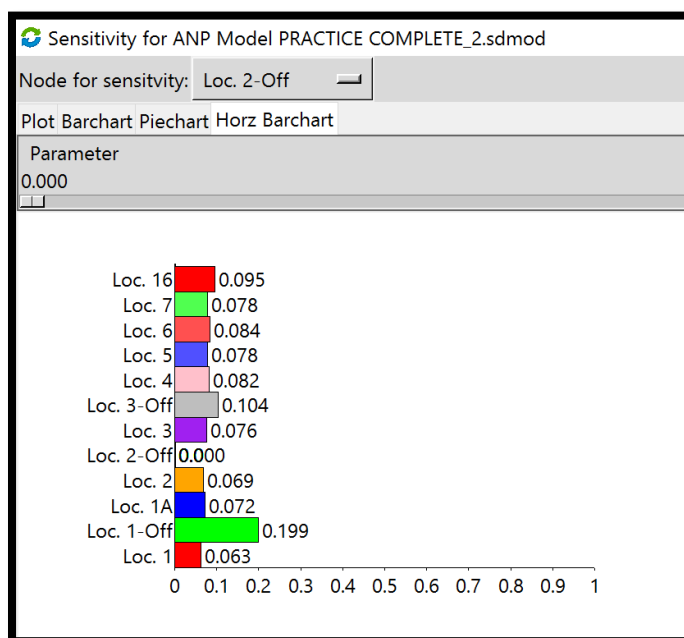 Sensitivity for ANP Model PRACTICE COMPLETE_2.sdmod
Node for sensitvity: Loc. 2-Off
Plot Barchart Piechart Horz Barchart
Parameter
0.000
Loc. 16 0.095
Loc. 7 0.078
Loc. 6 0.084
Loc. 5 0.078
Loc. 4 0.082
Loc. 3-Off 0.104
Loc. 3 0.076
Loc. 2-Off 0.000
Loc. 2 0.069
Loc. 1A 0.072
Loc. 1-Off 0.199
Loc. 1 0.063
0 0.1 0.2 0.3 0.4 0.5 0.6 0.7 0.8 0.9 1